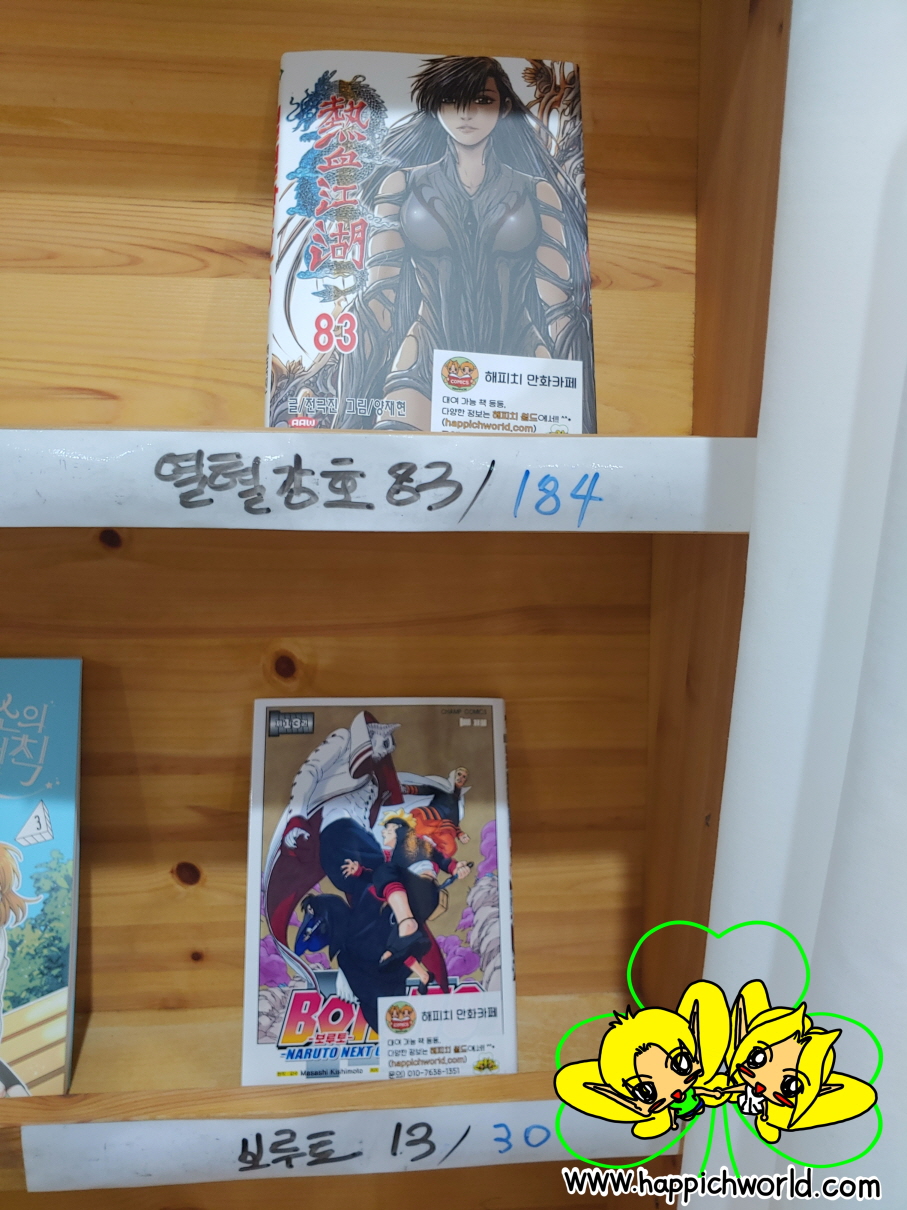 熱血江湖
83
글/전극진 그림/양재현
해피치 만화카페
대여 가능 책 등등,
다양한 정보는 해피치 월드에서!! ^^*
(happichworld.com)
열혈강호 83/184
3
제13권
CHAMP COMICS
BO
-보루토-
-NARUTO NEXT
Masashi Kishimoto
해피치 만화카페
대여 가능 책 등등,
다양한 정보는 해피치 월드에서!! ^^*
(happichworld.com)
문의) 010-7638-1351
보루토 13/30
www.happichworld.com